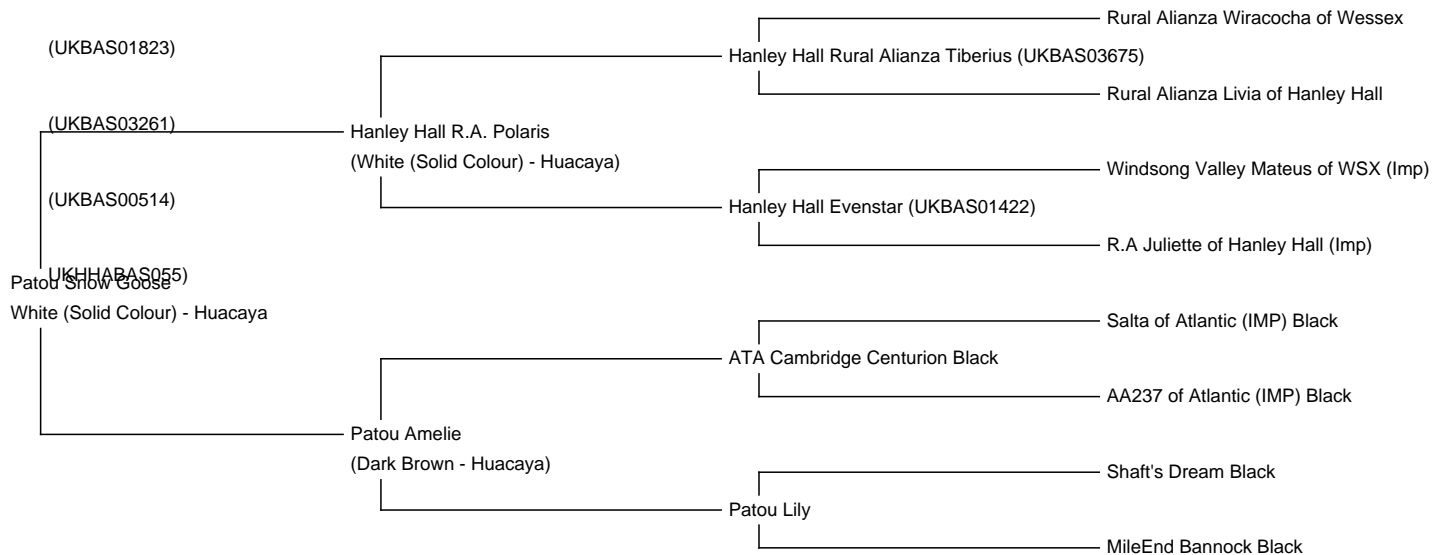 (UKBAS01823)
(UKBAS03261)
(UKBAS00514)
UKHHABAS055)
Patou Snow Goose
White (Solid Colour) - Huacaya
Hanley Hall R.A. Polaris
(White (Solid Colour) - Huacaya)
Patou Amelie
(Dark Brown - Huacaya)
Hanley Hall Rural Alianza Tiberius (UKBAS03675)
Hanley Hall Evenstar (UKBAS01422)
ATA Cambridge Centurion Black
Patou Lily
Rural Alianza Wiracocha of Wessex
Rural Alianza Livia of Hanley Hall
Windsong Valley Mateus of WSX (Imp)
R.A Juliette of Hanley Hall (Imp)
Salta of Atlantic (IMP) Black
AA237 of Atlantic (IMP) Black
Shaft's Dream Black
MileEnd Bannock Black